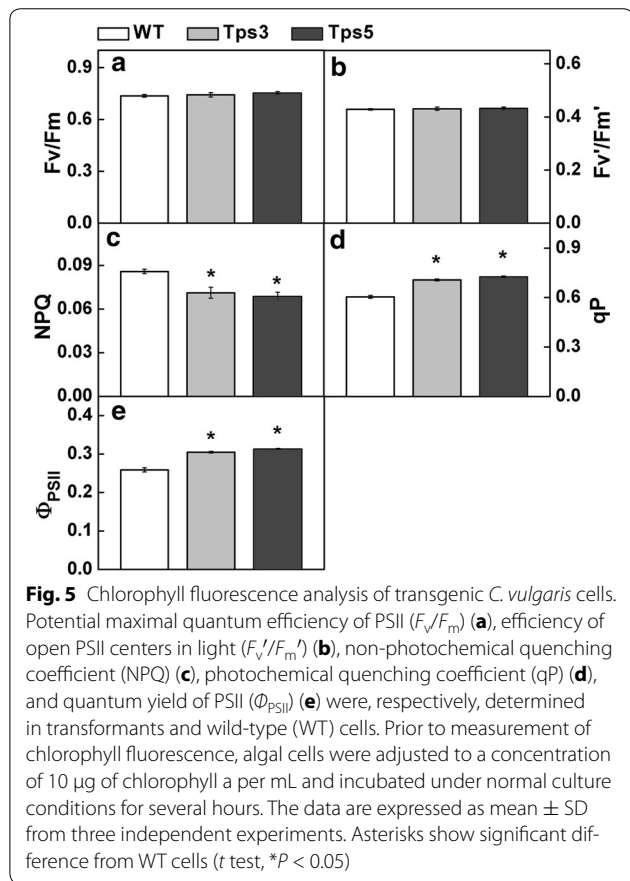 WT Tps3 Tps5
a
b
0.9
0.6
0.3
0.0
Fv/Fm
0.6
0.4
0.2
0.0
Fv'/Fm'
c
d
0.09
0.06
0.03
0.00
NPQ
* *
* *
0.9
0.6
0.3
0.0
qP
e
0.4
0.3
0.2
0.1
0.0
Φ_PSII
* *
Fig. 5 Chlorophyll fluorescence analysis of transgenic C. vulgaris cells.
Potential maximal quantum efficiency of PSII (Fv/Fm) (a), efficiency of
open PSII centers in light (Fv′/Fm′) (b), non-photochemical quenching
coefficient (NPQ) (c), photochemical quenching coefficient (qP) (d),
and quantum yield of PSII (Φ_PSII) (e) were, respectively, determined
in transformants and wild-type (WT) cells. Prior to measurement of
chlorophyll fluorescence, algal cells were adjusted to a concentration
of 10 μg of chlorophyll a per mL and incubated under normal culture
conditions for several hours. The data are expressed as mean ± SD
from three independent experiments. Asterisks show significant dif-
ference from WT cells (t test, *P < 0.05)